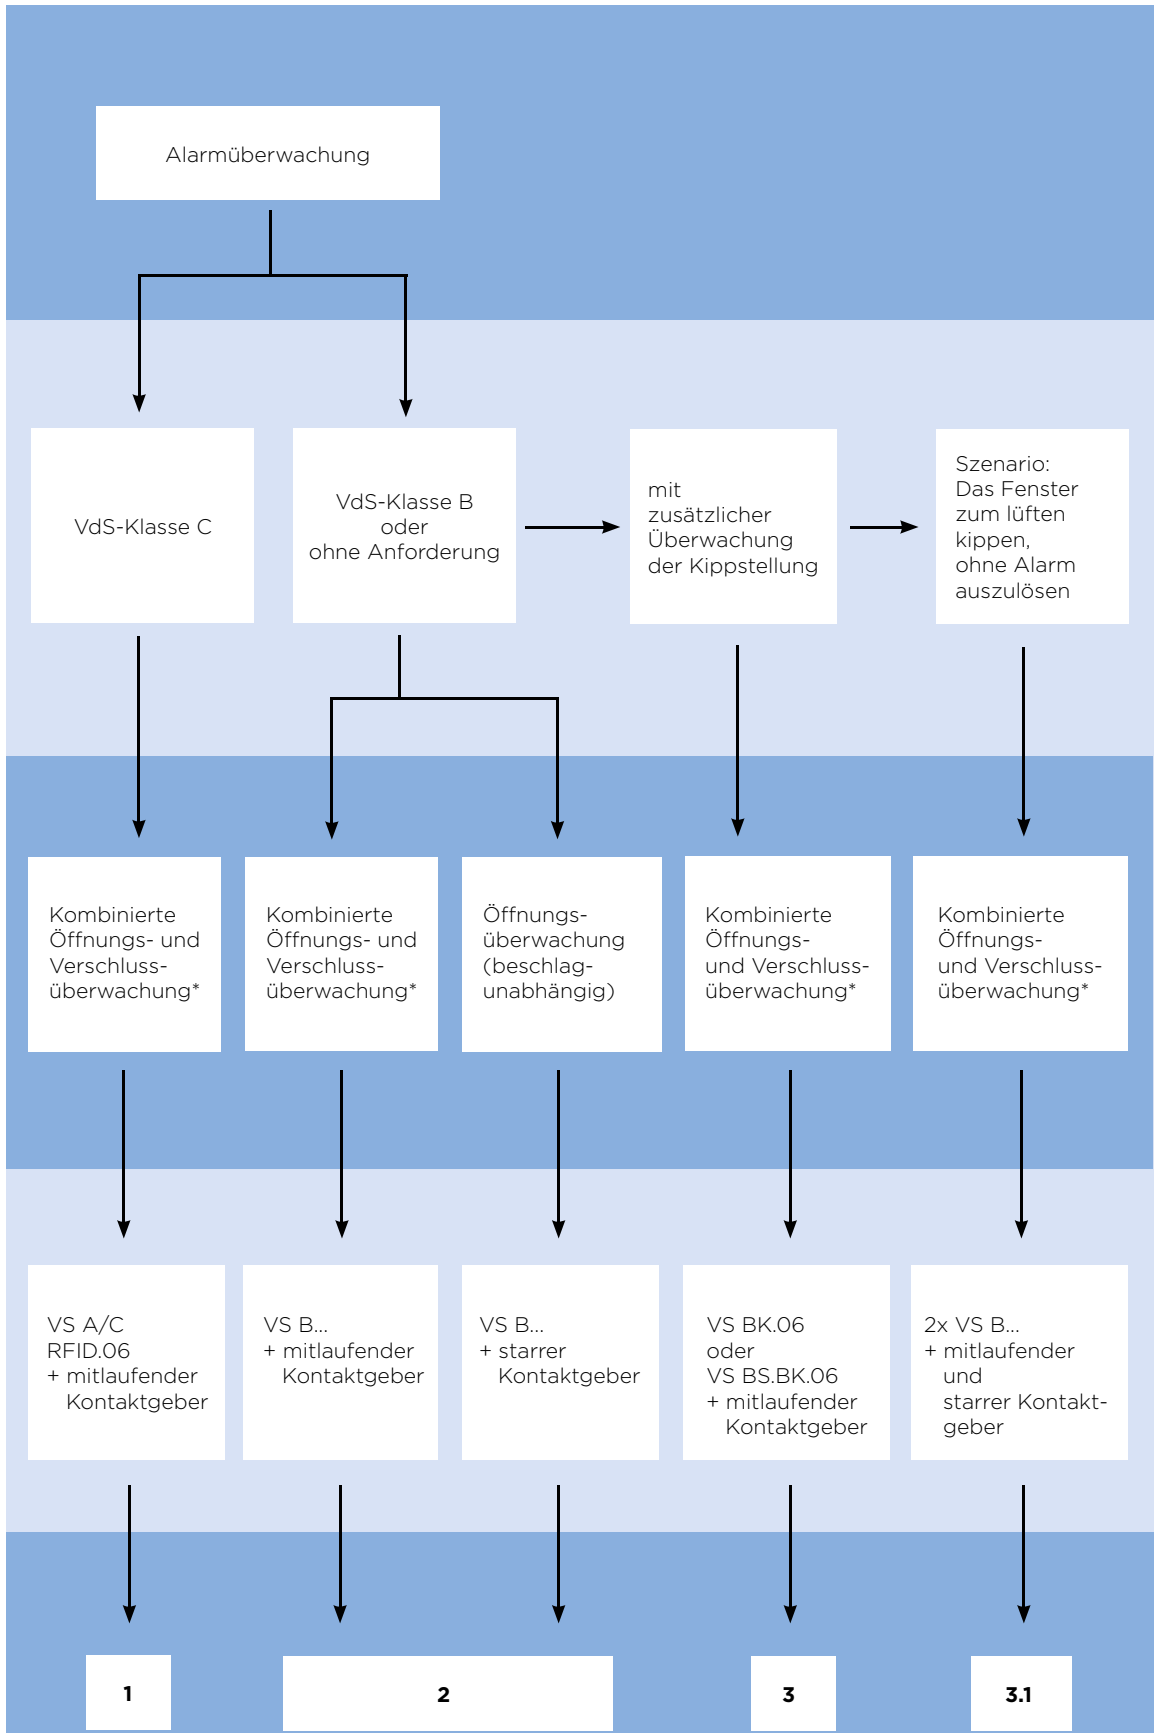 Alarmüberwachung
VdS-Klasse C
VdS-Klasse B
oder
ohne Anforderung
mit
zusätzlicher
Überwachung
der Kippstellung
Szenario:
Das Fenster
zum lüften
kippen,
ohne Alarm
auszulösen
Kombinierte
Öffnungs- und
Verschluss-
überwachung*
Kombinierte
Öffnungs- und
Verschluss-
überwachung*
Öffnungs-
überwachung
(beschlag-
unabhängig)
Kombinierte
Öffnungs-
und Verschluss-
überwachung*
Kombinierte
Öffnungs-
und Verschluss-
überwachung*
VS A/C
RFID.06
+ mitlaufender
Kontaktgeber
VS B...
+ mitlaufender
Kontaktgeber
VS B...
+ starrer
Kontaktgeber
VS BK.06
oder
VS BS.BK.06
+ mitlaufender
Kontaktgeber
2x VS B...
+ mitlaufender
und
starrer Kontakt-
geber
1
2
3
3.1